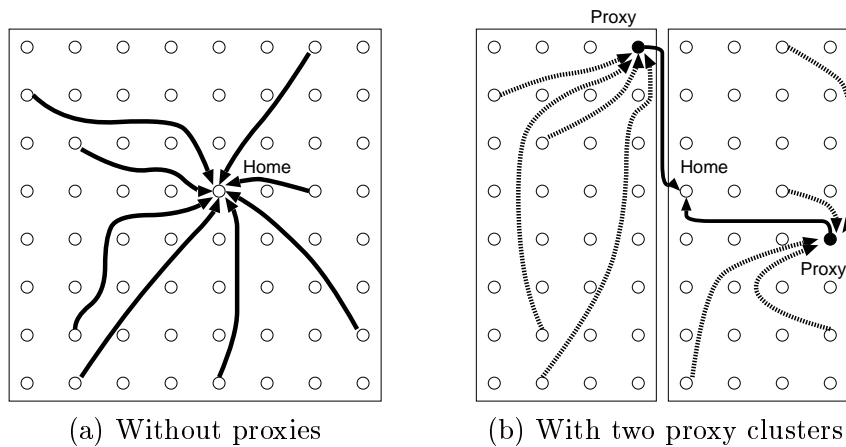 Proxy
Home
Home
Proxy
(a) Without proxies
(b) With two proxy clusters